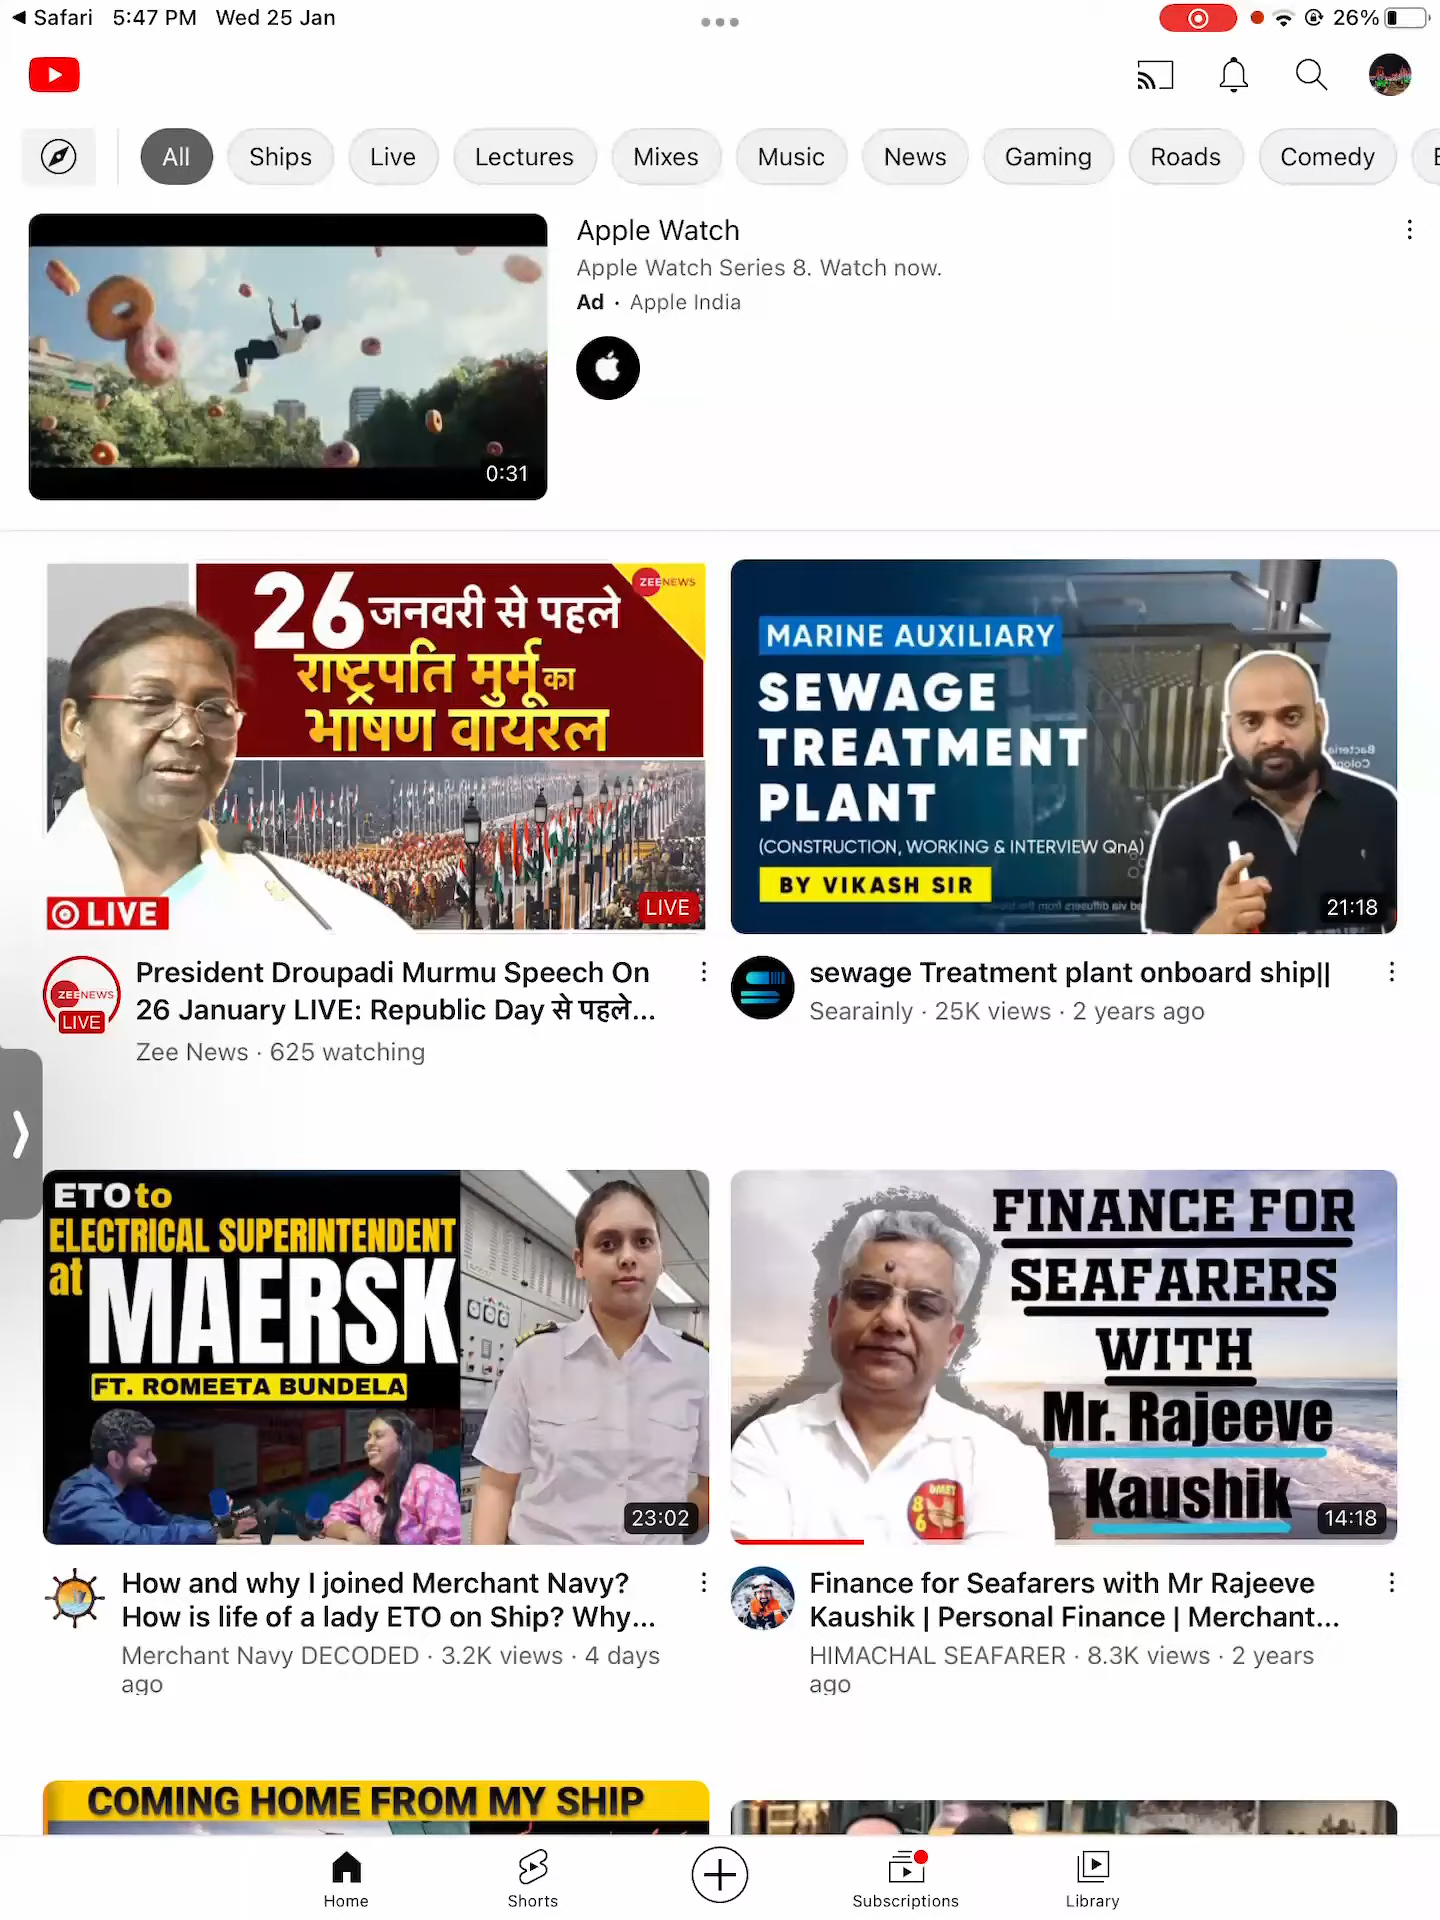 Safari 5:47 PM Wed 25 Jan
26%
All Ships Live Lectures Mixes Music News Gaming Roads Comedy
Apple Watch
Apple Watch Series 8. Watch now.
Ad · Apple India
0:31
ZEE NEWS
26 जनवरी से पहले
राष्ट्रपति मुर्मू का
भाषण वायरल
LIVE
LIVE
ZEE NEWS
LIVE
President Droupadi Murmu Speech On
26 January LIVE: Republic Day से पहले...
Zee News · 625 watching
MARINE AUXILIARY
SEWAGE
TREATMENT
PLANT
(CONSTRUCTION, WORKING & INTERVIEW QnA)
BY VIKASH SIR
Bacteria
21:18
sewage Treatment plant onboard ship||
Searainly · 25K views · 2 years ago
ETO to
ELECTRICAL SUPERINTENDENT
at MAERSK
FT. ROMEETA BUNDELA
23:02
How and why I joined Merchant Navy?
How is life of a lady ETO on Ship? Why...
Merchant Navy DECODED · 3.2K views · 4 days
ago
FINANCE FOR
SEAFARERS
WITH
Mr. Rajeeve
Kaushik
DMET
86
14:18
Finance for Seafarers with Mr Rajeeve
Kaushik | Personal Finance | Merchant...
HIMACHAL SEAFARER · 8.3K views · 2 years
ago
COMING HOME FROM MY SHIP
Home Shorts Subscriptions Library